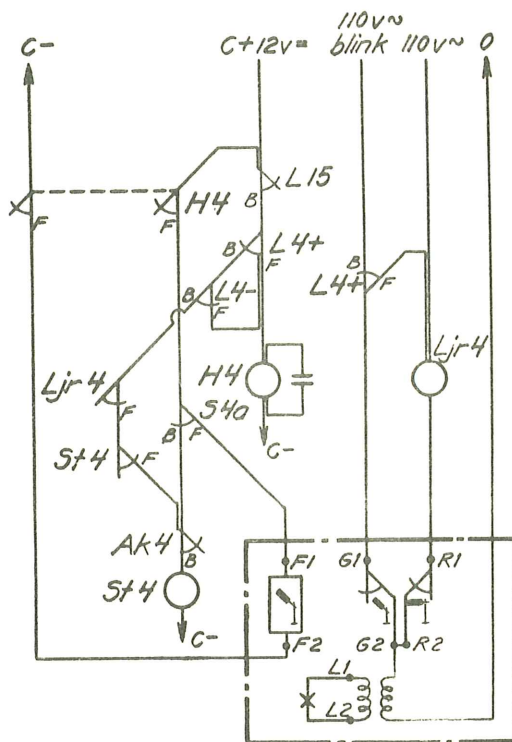 110v~
C-
C+12v=
blink
110v~
0
L15
B
H4
F
F
L4+
B
F
B
L4-
F
B
F
L4+
Ljr4
Ljr4
F
H4
S4a
B
F
C-
St4
F
Ak4
B
F1
G1
R1
St4
C-
F2
G2
R2
L1
L2